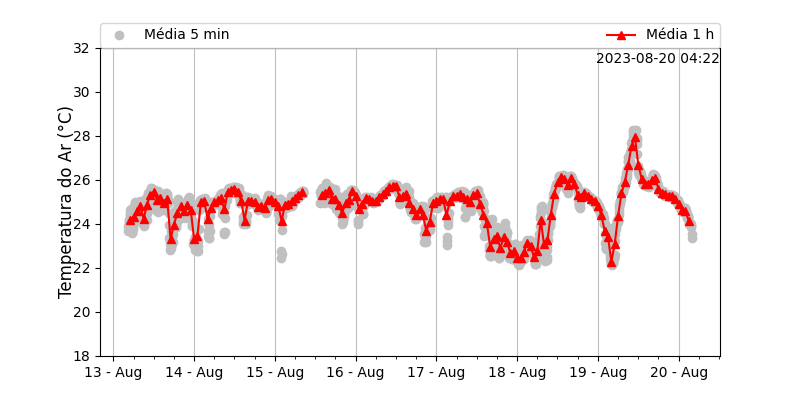 Média 5 min
Média 1 h
2023-08-20 04:22
Temperatura do Ar (°C)
32
30
28
26
24
22
20
18
13 - Aug
14 - Aug
15 - Aug
16 - Aug
17 - Aug
18 - Aug
19 - Aug
20 - Aug